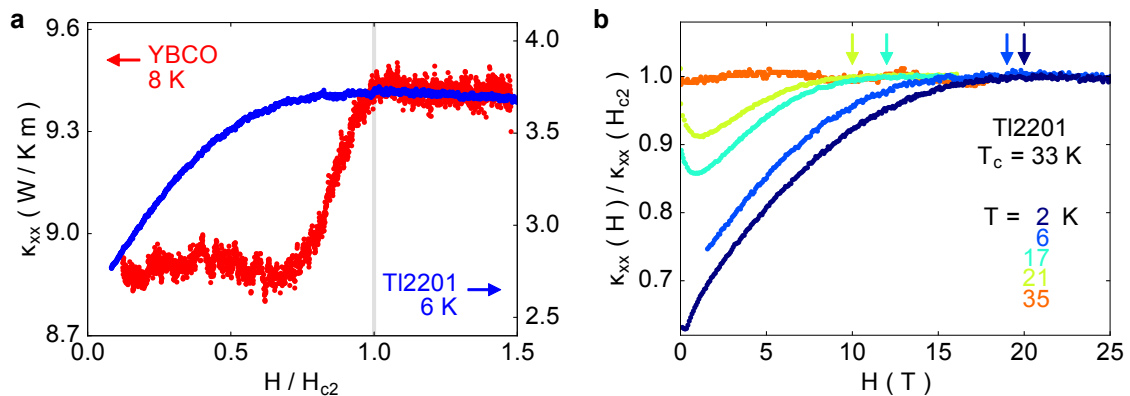 a
YBCO
8 K
Tl2201
6 K
κxx ( W / K m )
9.6
9.3
9.0
8.7
4.0
3.5
3.0
2.5
0.0 0.5 1.0 1.5
H / Hc2
b
κxx ( H ) / κxx ( Hc2 )
1.0
0.9
0.8
0.7
Tl2201
Tc = 33 K
T = 2 K
6
17
21
35
0 5 10 15 20 25
H ( T )